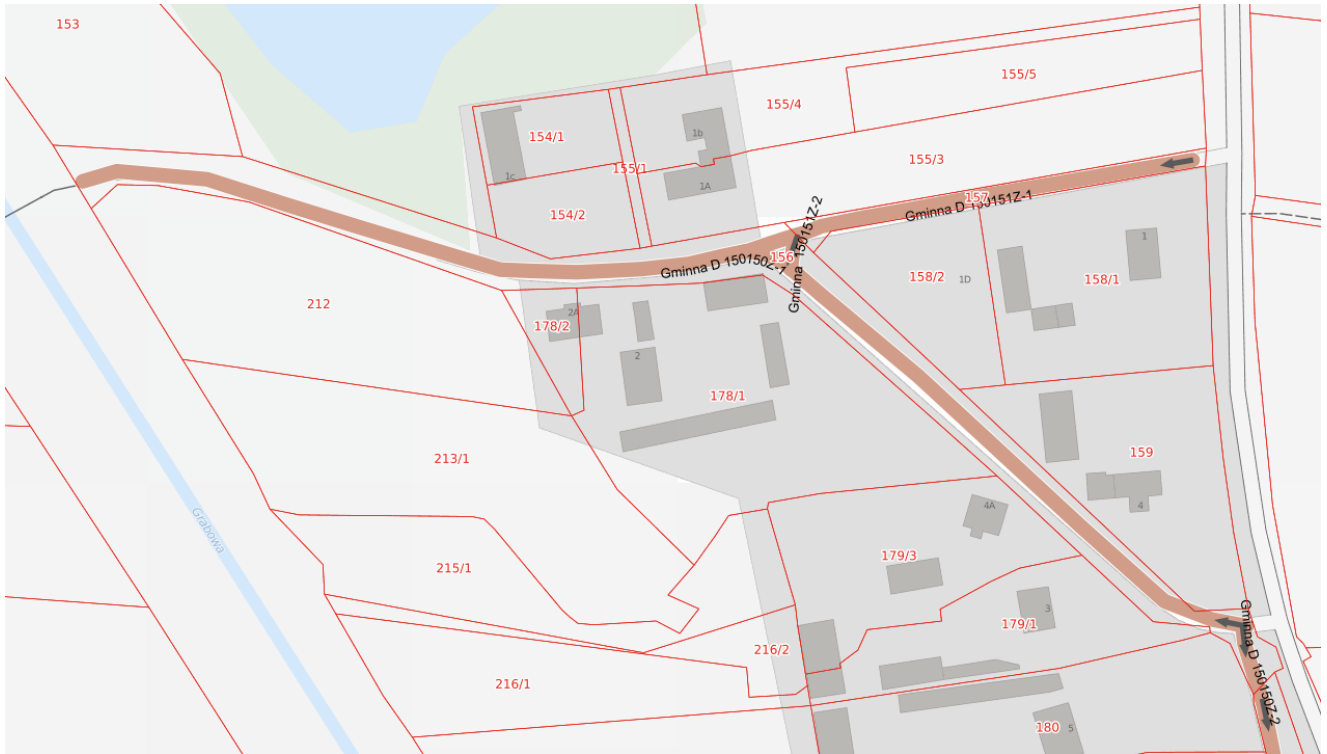 153
155/5
155/4
1b
154/1
155/3
155/1
1c
1A
157
Gminna D 150151Z-1
154/2
Gminna 150151Z-2
1
156
Gminna D 150150Z-1
158/2
1D
158/1
212
2A
178/2
2
178/1
159
213/1
Grabowa
4A
4
179/3
215/1
3
179/1
Gminna D 150150Z-2
216/2
216/1
180
5